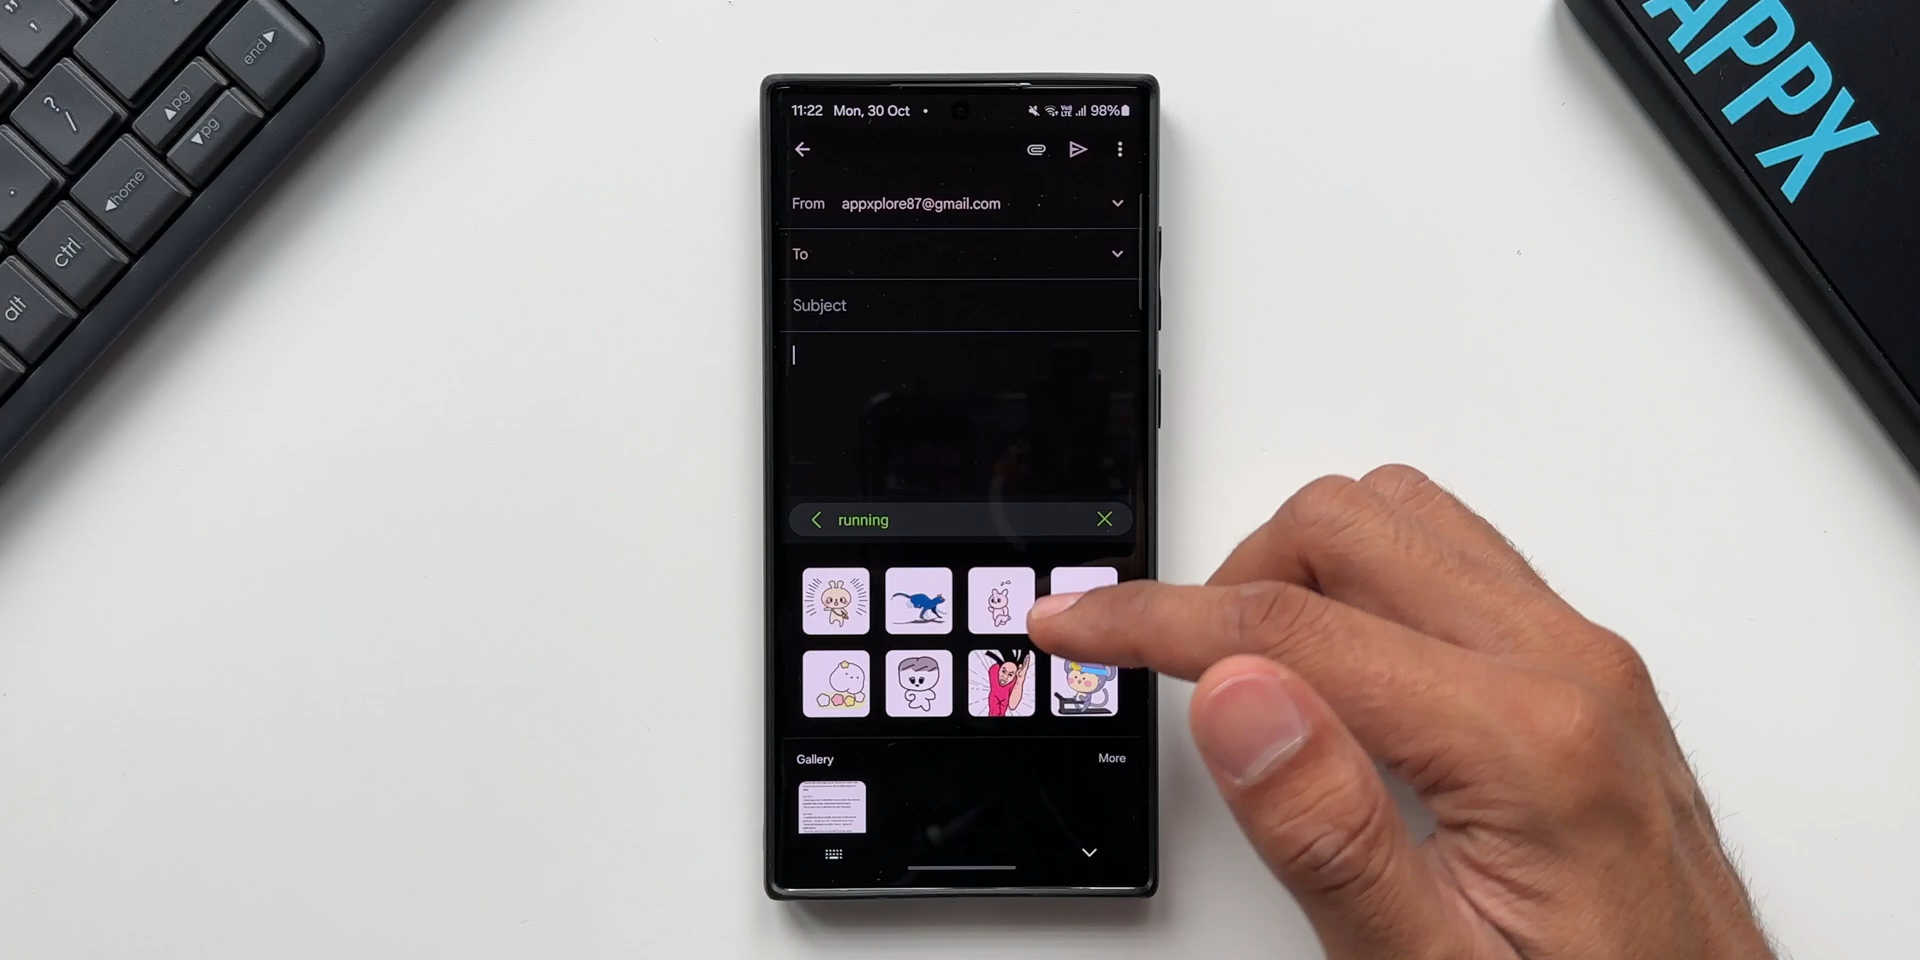 end
?
/
pg
pg
home
ctrl
alt
APPX
11:22 Mon, 30 Oct
98%
From appxplore87@gmail.com
To
Subject
running
Gallery
More